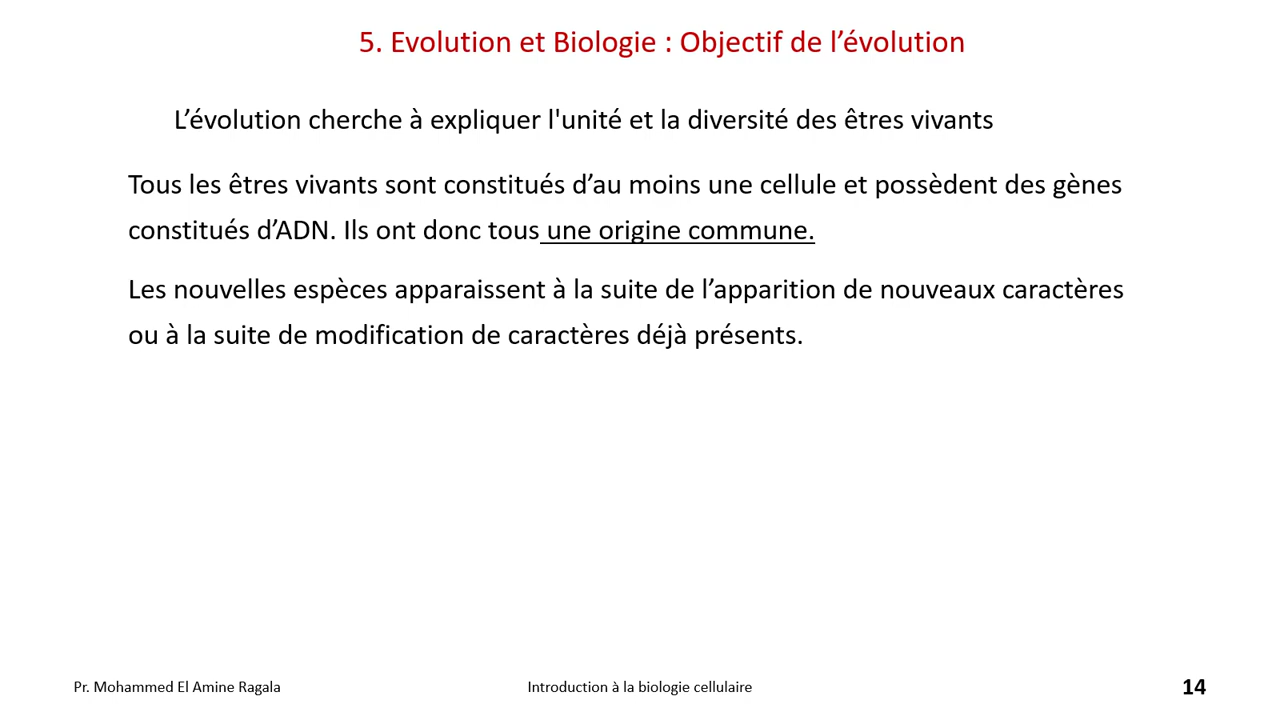 5. Evolution et Biologie : Objectif de l’évolution
L’évolution cherche à expliquer l'unité et la diversité des êtres vivants
Tous les êtres vivants sont constitués d’au moins une cellule et possèdent des gènes
constitués d’ADN. Ils ont donc tous une origine commune.
Les nouvelles espèces apparaissent à la suite de l’apparition de nouveaux caractères
ou à la suite de modification de caractères déjà présents.
Pr. Mohammed El Amine Ragala
Introduction à la biologie cellulaire
14